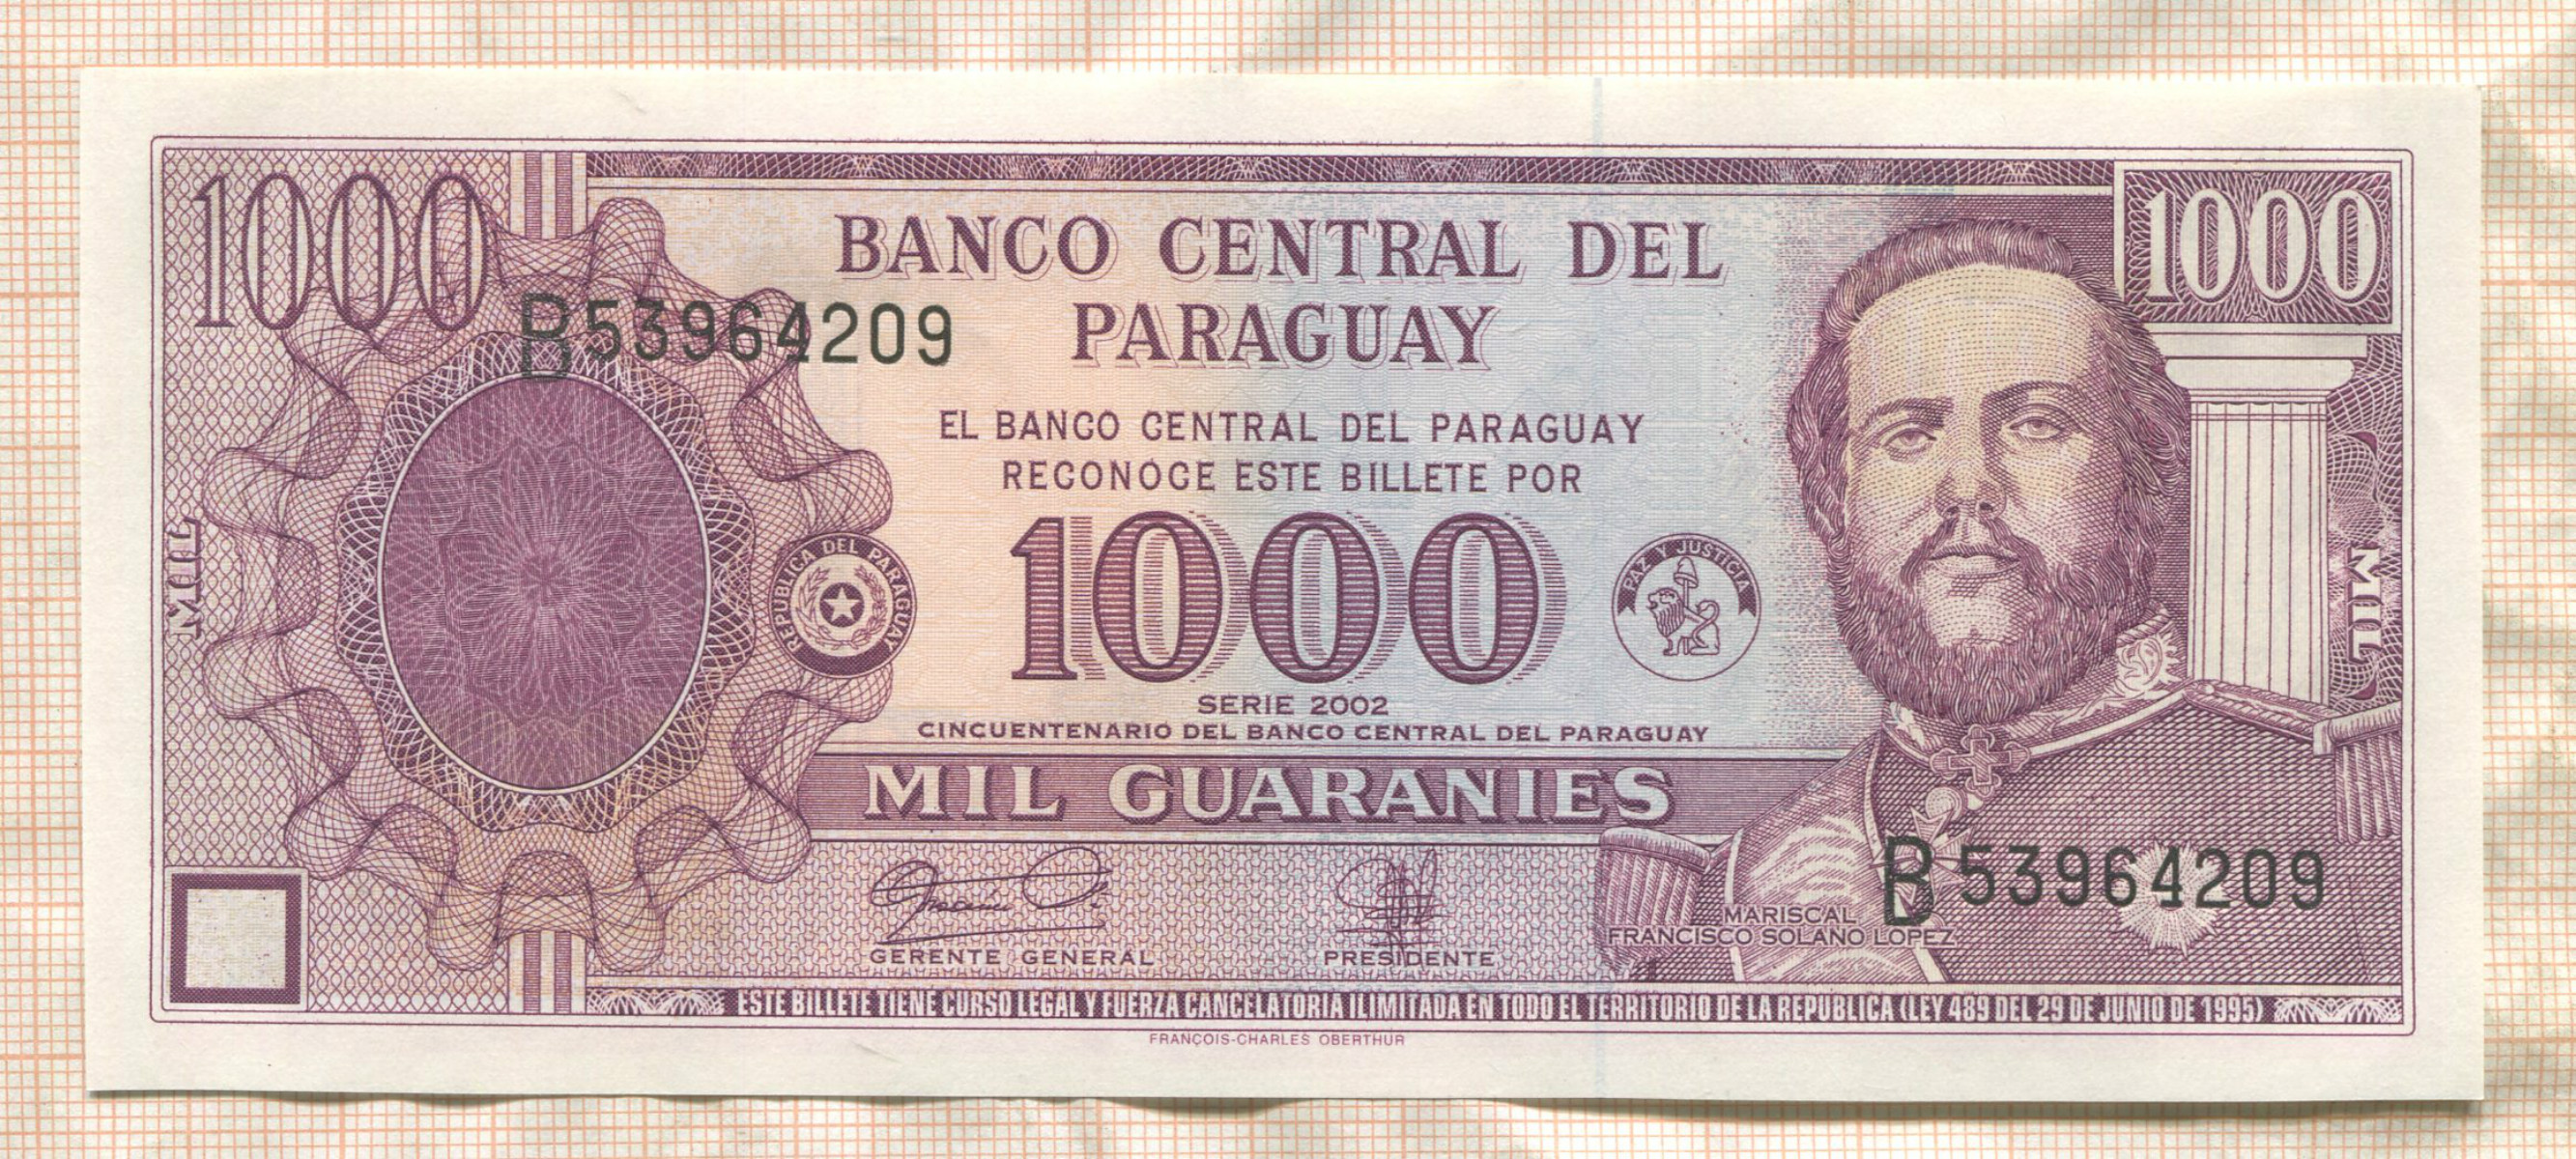 1000
1000
B53964209
BANCO CENTRAL DEL
PARAGUAY
EL BANCO CENTRAL DEL PARAGUAY
RECONOCE ESTE BILLETE POR
1000
MIL
REPUBLICA DEL PARAGUAY
PAZ Y JUSTICIA
MIL
SERIE 2002
CINCUENTENARIO DEL BANCO CENTRAL DEL PARAGUAY
MIL GUARANIES
B53964209
MARISCAL
FRANCISCO SOLANO LOPEZ
GERENTE GENERAL
PRESIDENTE
ESTE BILLETE TIENE CURSO LEGAL Y FUERZA CANCELATORIA ILIMITADA EN TODO EL TERRITORIO DE LA REPUBLICA (LEY 489 DEL 29 DE JUNIO DE 1995)
FRANÇOIS-CHARLES OBERTHUR